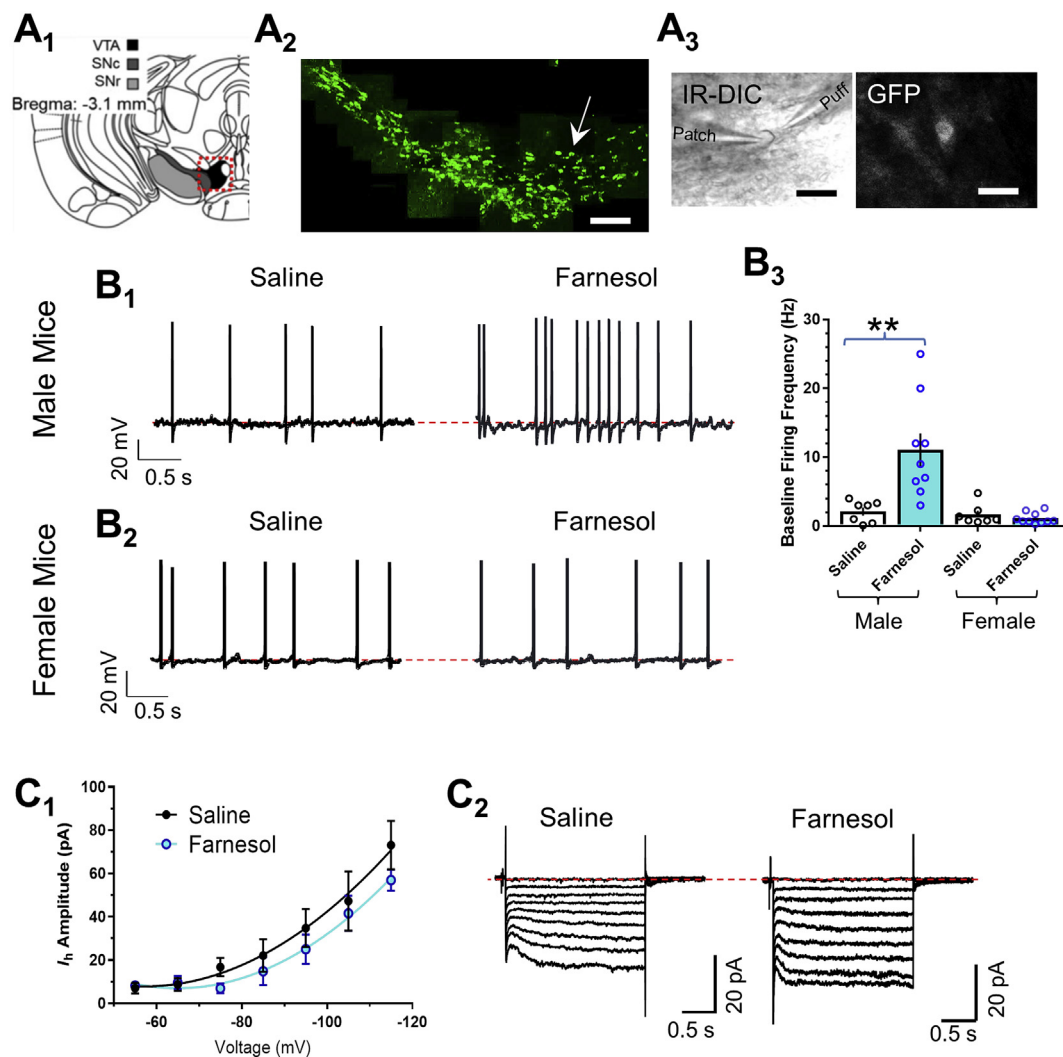 A1
VTA
SNc
SNr
Bregma: -3.1 mm
A2
A3
IR-DIC
Puff
Patch
GFP
Male Mice
B1
Saline
Farnesol
20 mV
0.5 s
B3
Baseline Firing Frequency (Hz)
30
20
10
0
**
Saline
Farnesol
Saline
Farnesol
Male
Female
Female Mice
B2
Saline
Farnesol
20 mV
0.5 s
C1
Ih Amplitude (pA)
100
80
60
40
20
0
Saline
Farnesol
-60
-80
-100
-120
Voltage (mV)
C2
Saline
Farnesol
20 pA
0.5 s
20 pA
0.5 s